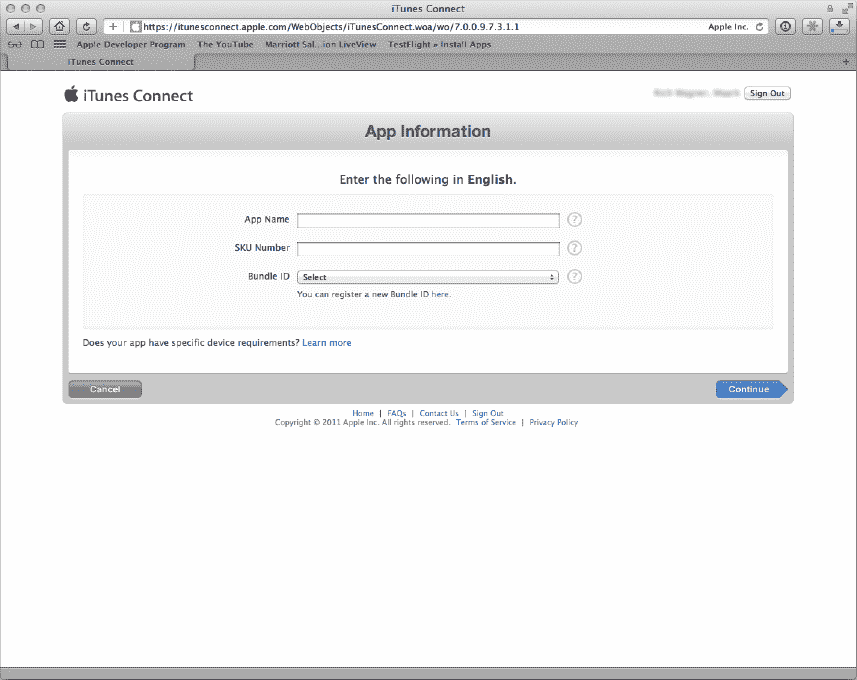 iTunes Connect
https://itunesconnect.apple.com/WebObjects/iTunesConnect.woa/wo/7.0.0.9.7.3.1.1 Apple Inc.
Apple Developer Program The YouTube Marriott Sal...ion LiveView TestFlight » Install Apps
iTunes Connect
iTunes Connect Sign Out
App Information
Enter the following in English.
App Name ?
SKU Number ?
Bundle ID Select ?
You can register a new Bundle ID here.
Does your app have specific device requirements? Learn more
Cancel Continue
Home | FAQs | Contact Us | Sign Out
Copyright © 2011 Apple Inc. All rights reserved. Terms of Service | Privacy Policy